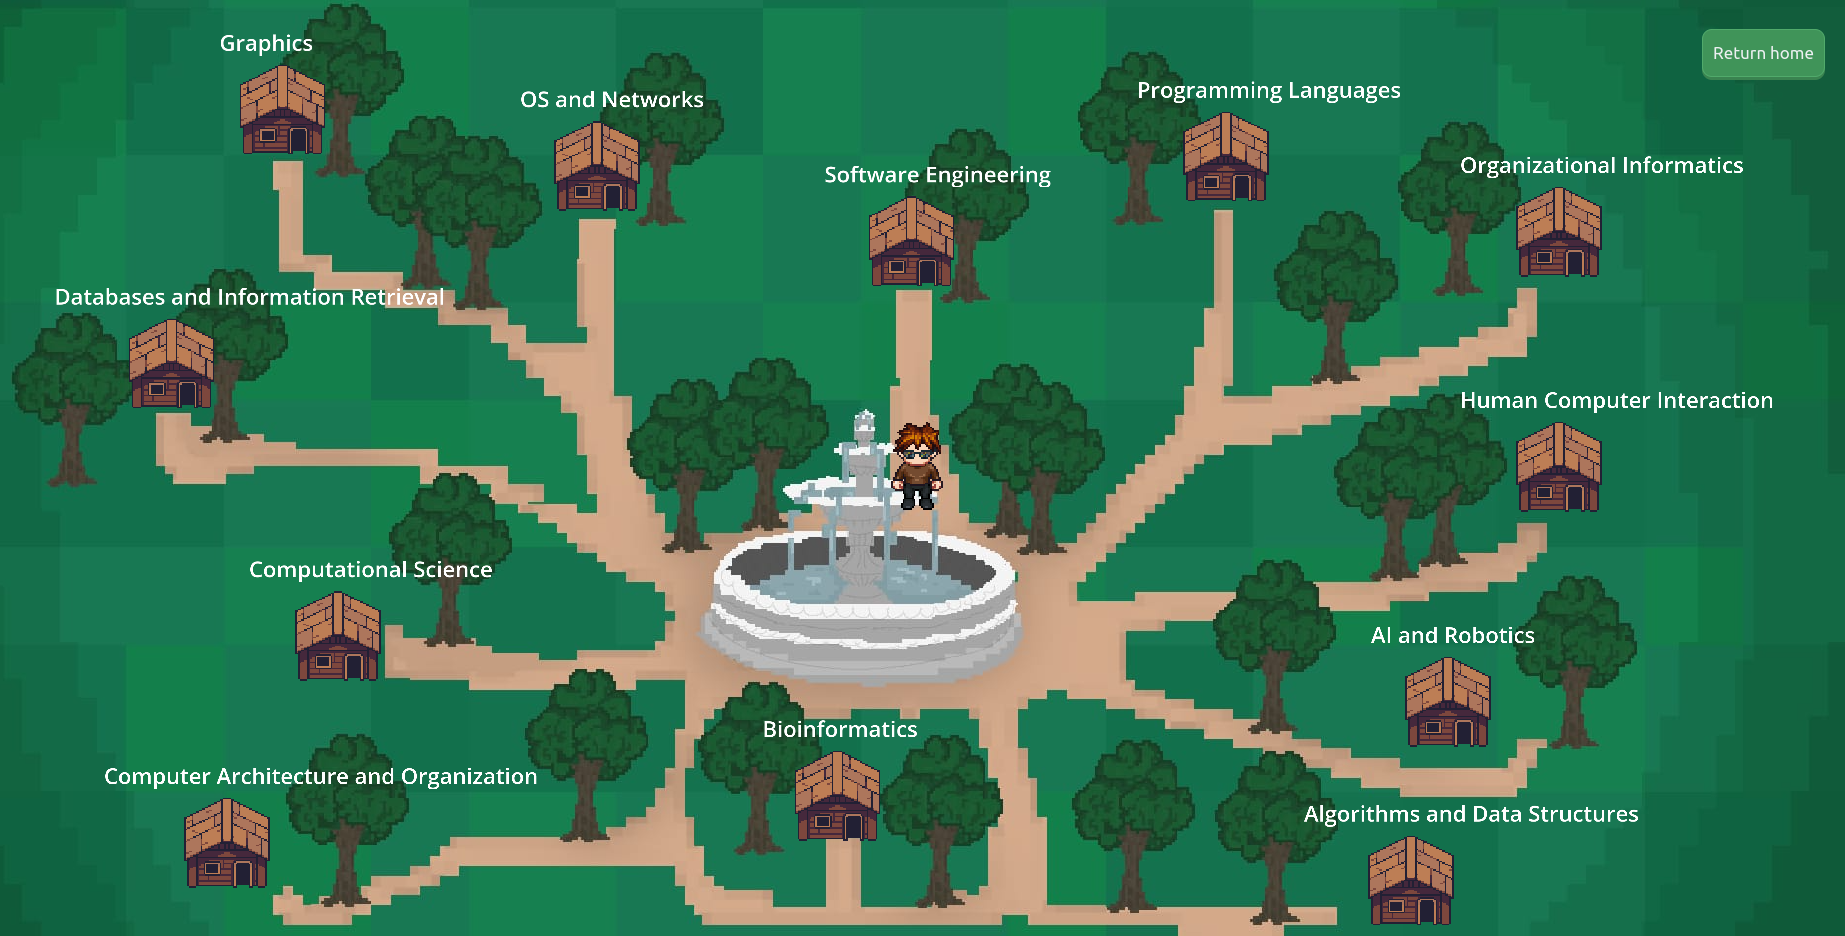 Graphics
Return home
OS and Networks
Programming Languages
Software Engineering
Organizational Informatics
Databases and Information Retrieval
Human Computer Interaction
Computational Science
AI and Robotics
Bioinformatics
Computer Architecture and Organization
Algorithms and Data Structures